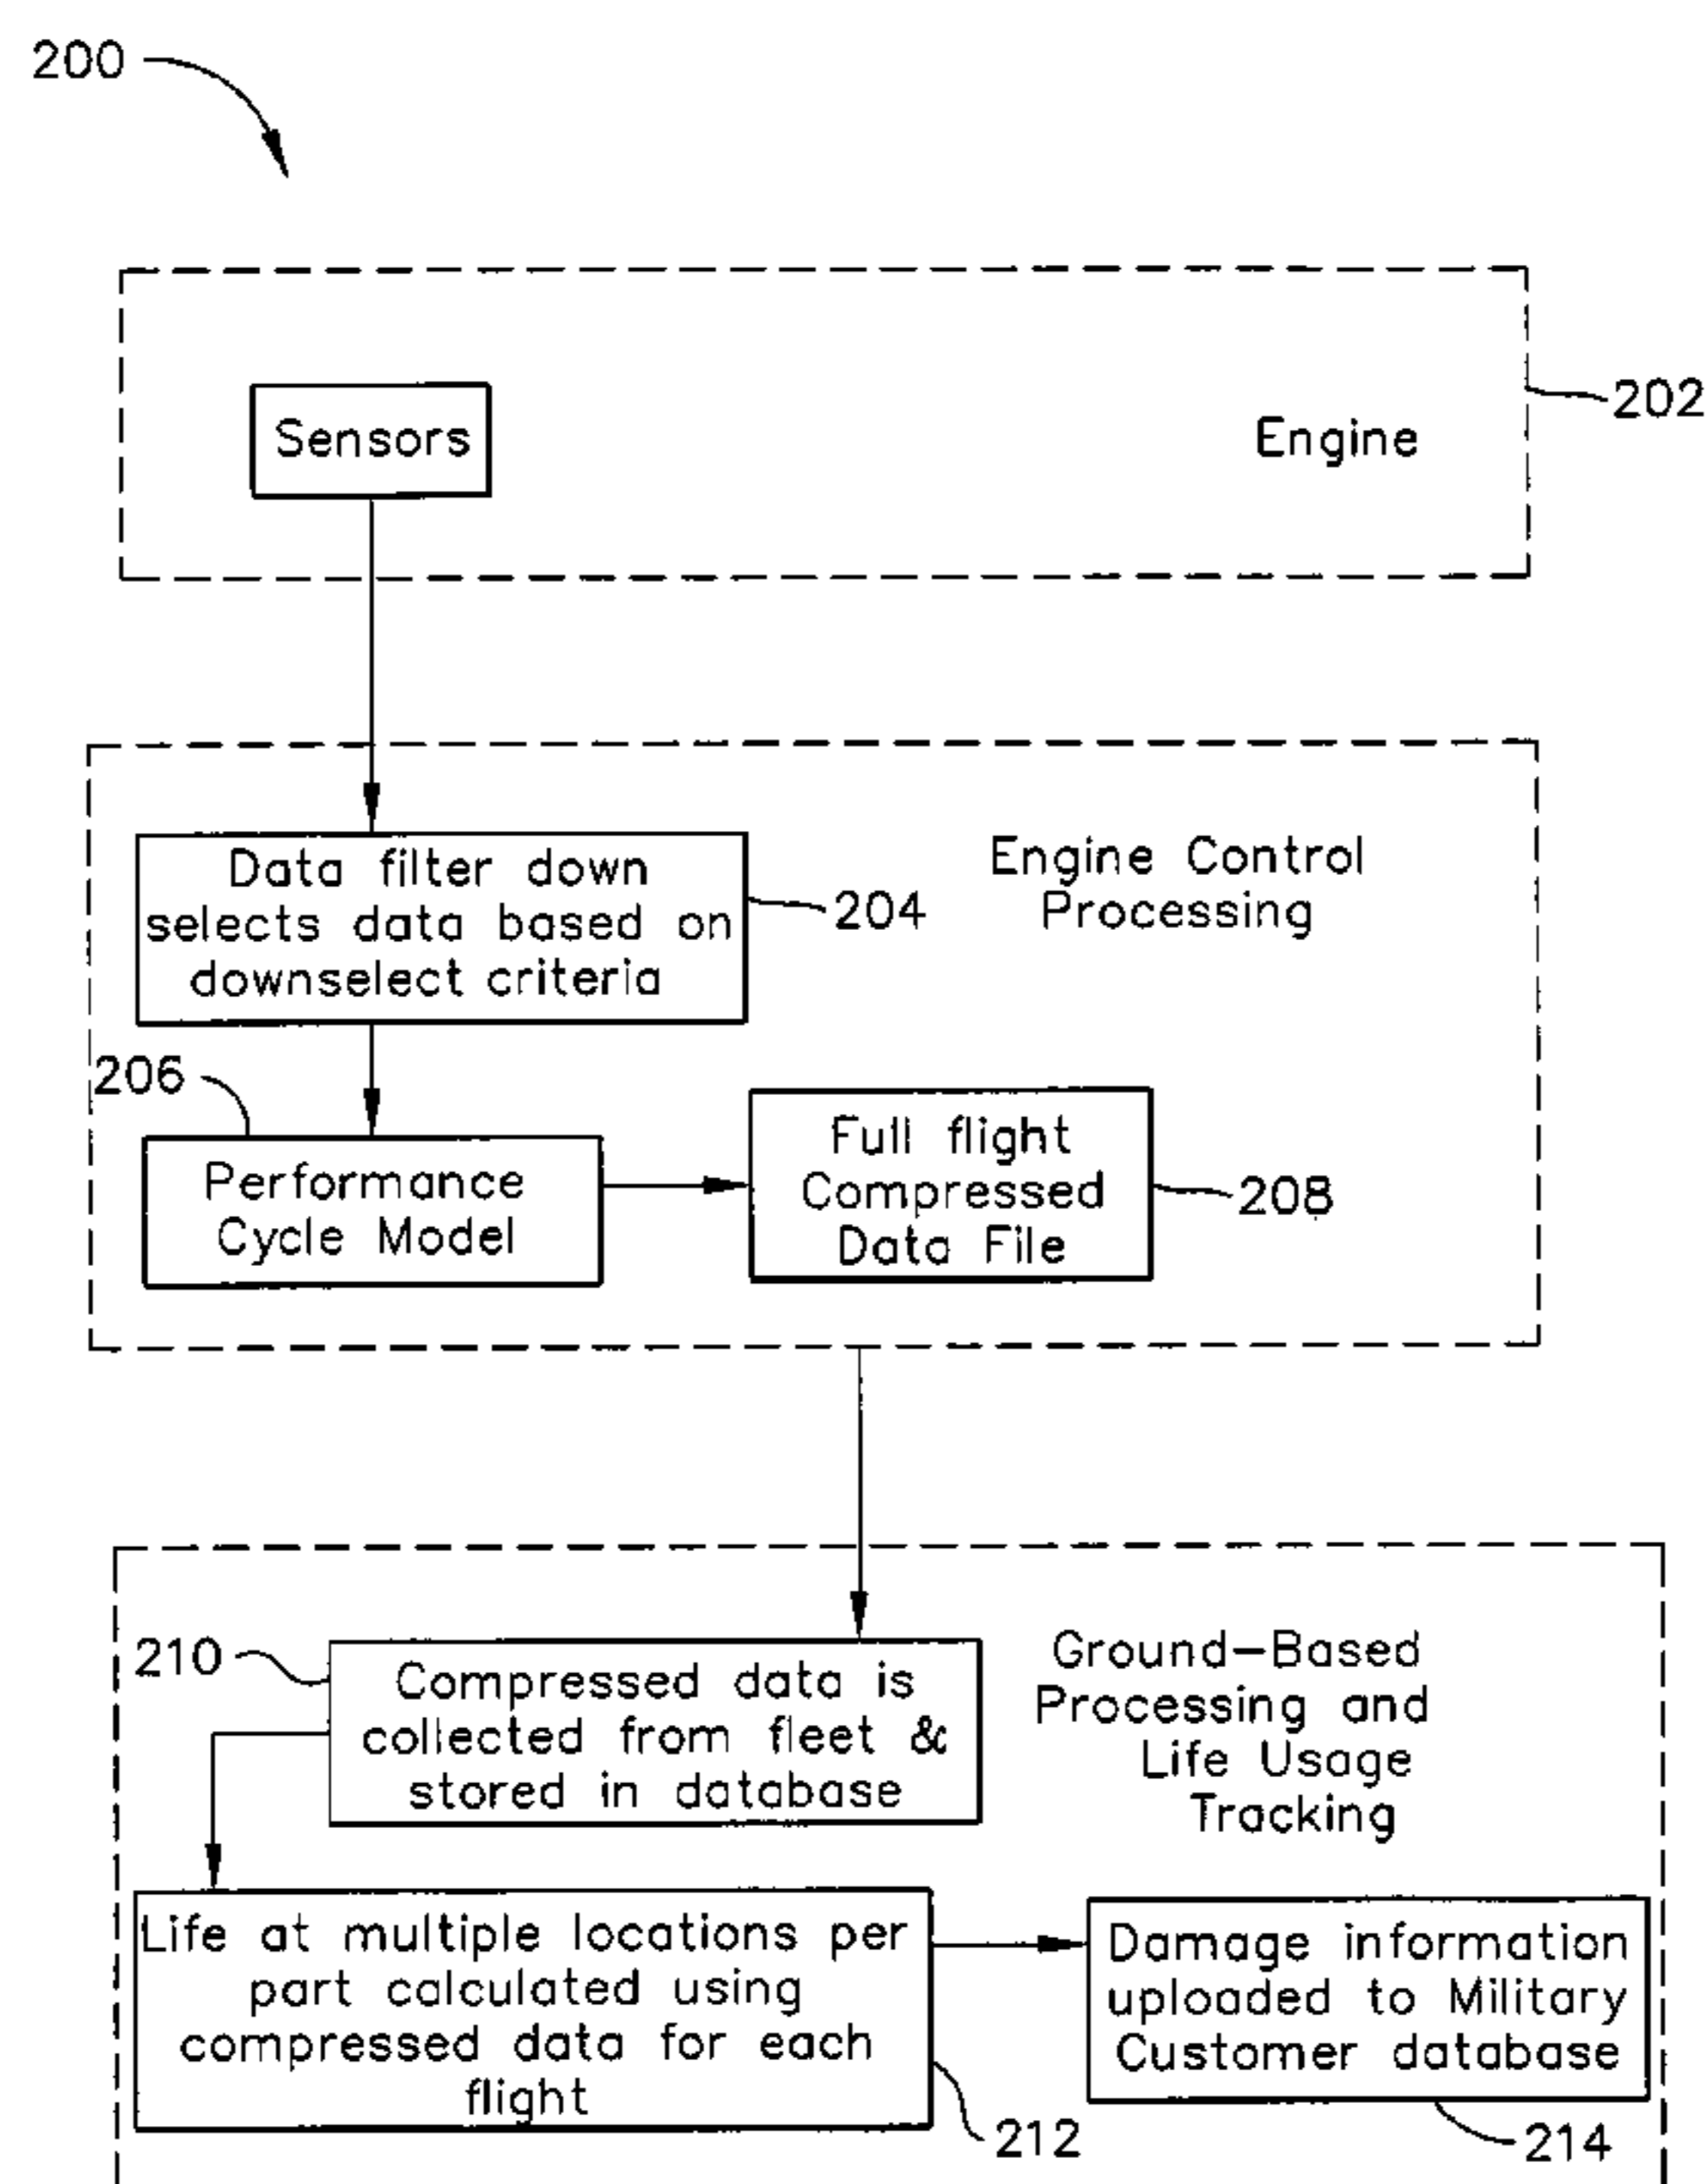 200
202
Sensors
Engine
Data filter down
selects data based on
downselect criteria
204
Engine Control
Processing
206
Performance
Cycle Model
Full flight
Compressed
Data File
208
210
Compressed data is
collected from fleet &
stored in database
Ground-Based
Processing and
Life Usage
Tracking
Life at multiple locations per
part calculated using
compressed data for each
flight
212
Damage information
uploaded to Military
Customer database
214